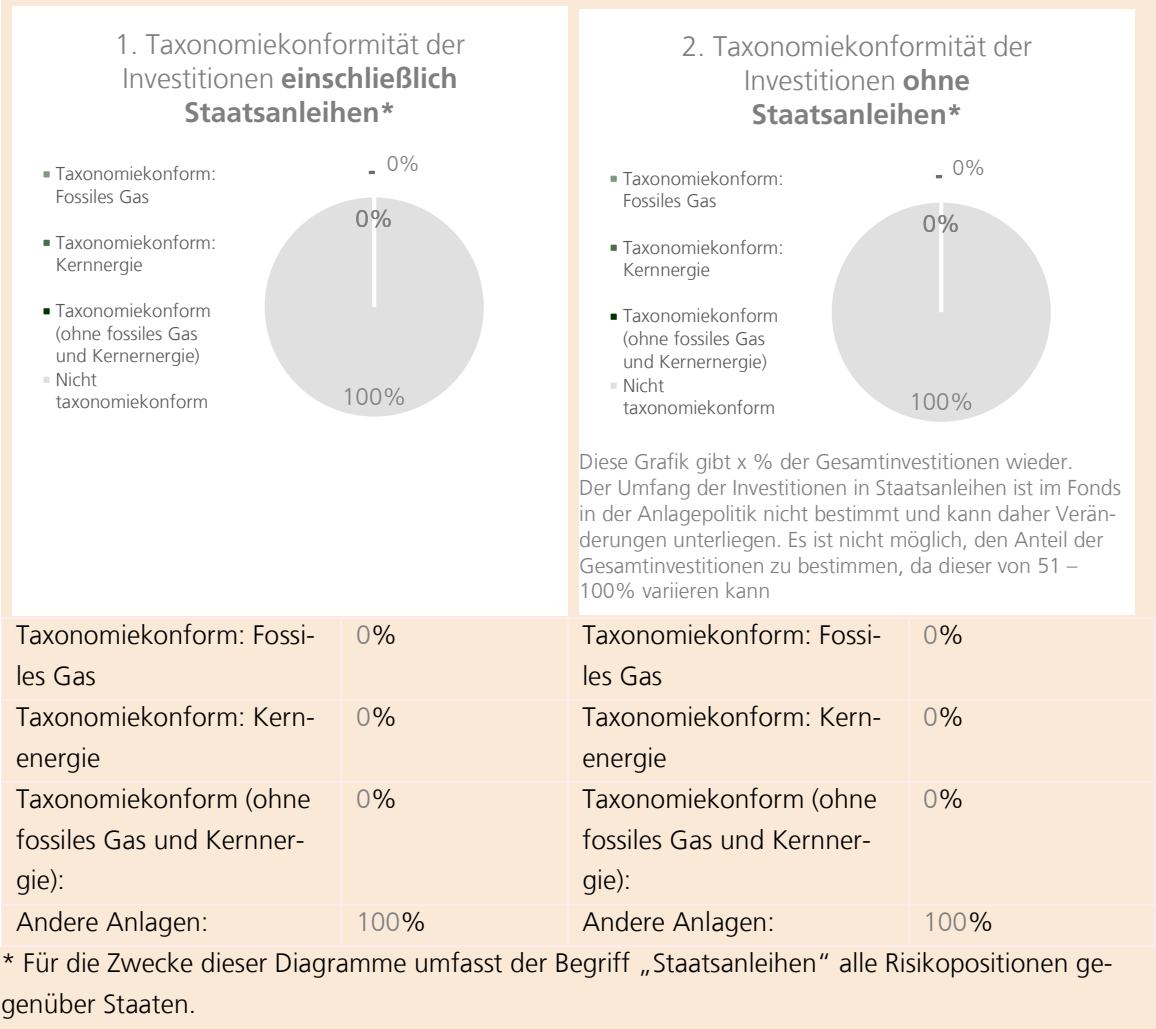 1. Taxonomiekonformität der
Investitionen einschließlich
Staatsanleihen*
Taxonomiekonform:
Fossiles Gas
Taxonomiekonform:
Kernnergie
Taxonomiekonform
(ohne fossiles Gas
und Kernernergie)
Nicht
taxonomiekonform
- 0%
0%
100%
2. Taxonomiekonformität der
Investitionen ohne
Staatsanleihen*
Taxonomiekonform:
Fossiles Gas
Taxonomiekonform:
Kernnergie
Taxonomiekonform
(ohne fossiles Gas
und Kernernergie)
Nicht
taxonomiekonform
- 0%
0%
100%
Diese Grafik gibt x % der Gesamtinvestitionen wieder.
Der Umfang der Investitionen in Staatsanleihen ist im Fonds
in der Anlagepolitik nicht bestimmt und kann daher Verän-
derungen unterliegen. Es ist nicht möglich, den Anteil der
Gesamtinvestitionen zu bestimmen, da dieser von 51 –
100% variieren kann
Taxonomiekonform: Fossi-
les Gas
0%
Taxonomiekonform: Fossi-
les Gas
0%
Taxonomiekonform: Kern-
energie
0%
Taxonomiekonform: Kern-
energie
0%
Taxonomiekonform (ohne
fossiles Gas und Kernner-
gie):
0%
Taxonomiekonform (ohne
fossiles Gas und Kernner-
gie):
0%
Andere Anlagen:
100%
Andere Anlagen:
100%
* Für die Zwecke dieser Diagramme umfasst der Begriff „Staatsanleihen“ alle Risikopositionen ge-
genüber Staaten.